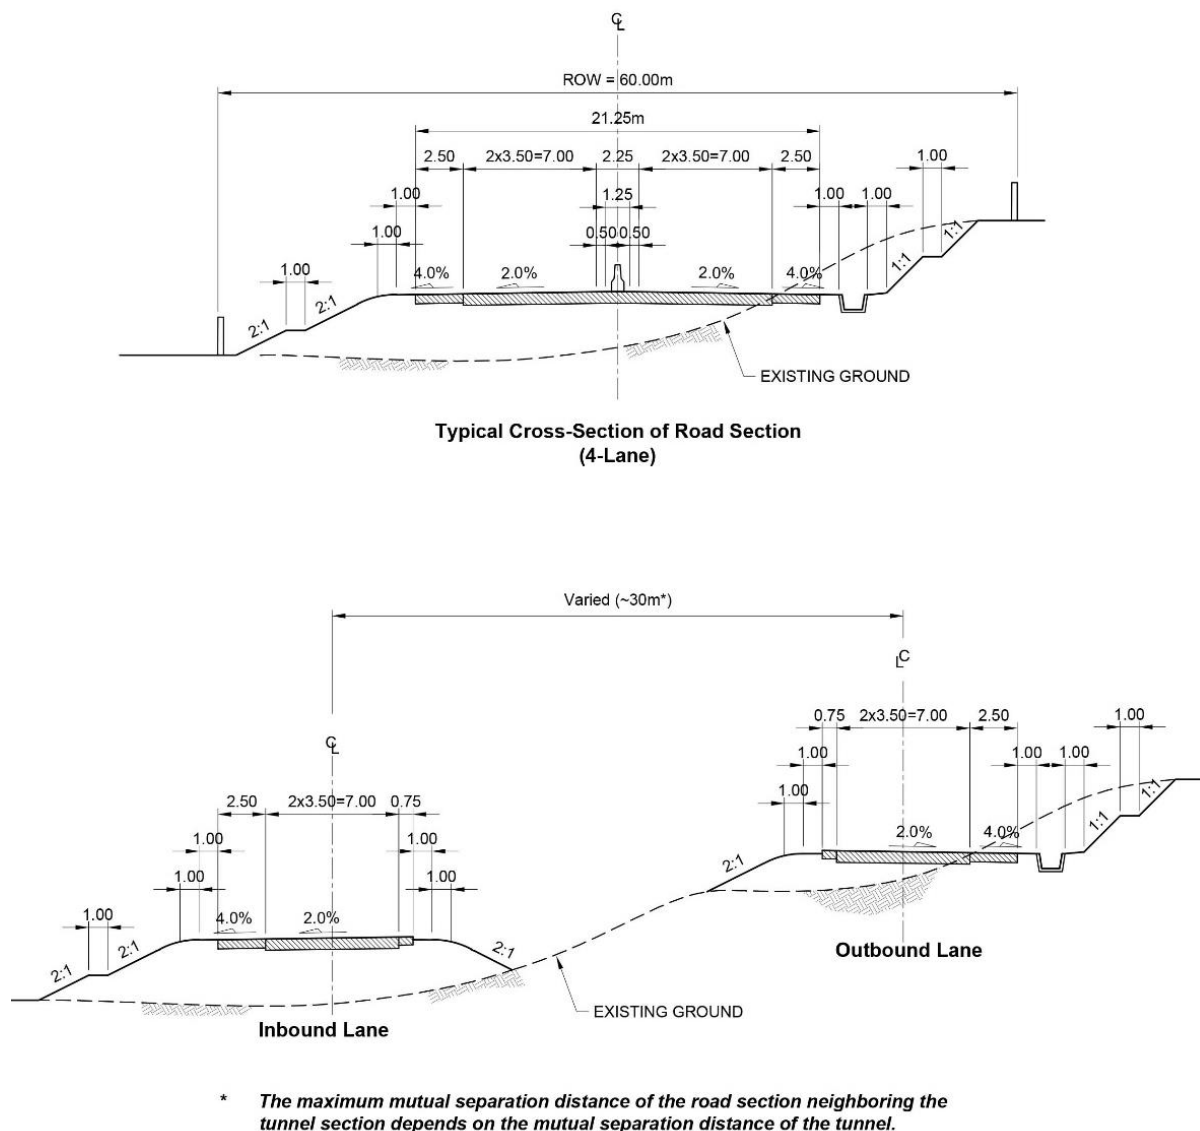 CL
ROW = 60.00m
21.25m
2.50 2x3.50=7.00 2.25 2x3.50=7.00 2.50 1.00
1.00 1.25 1.00 1.00
1.00 0.50 0.50 1:1
1.00 4.0% 2.0% 2.0% 4.0% 1:1
2:1
2:1
EXISTING GROUND
Typical Cross-Section of Road Section
(4-Lane)
Varied (~30m*)
CL
0.75 2x3.50=7.00 2.50 1.00
CL
1.00 1.00 1.00
1.00 1:1
2.50 2x3.50=7.00 0.75 1:1
1.00 1.00 2.0% 4.0%
2:1
1.00 1.00
1.00 4.0% 2.0%
2:1 2:1 Outbound Lane
2:1
EXISTING GROUND
Inbound Lane
* The maximum mutual separation distance of the road section neighboring the
tunnel section depends on the mutual separation distance of the tunnel.